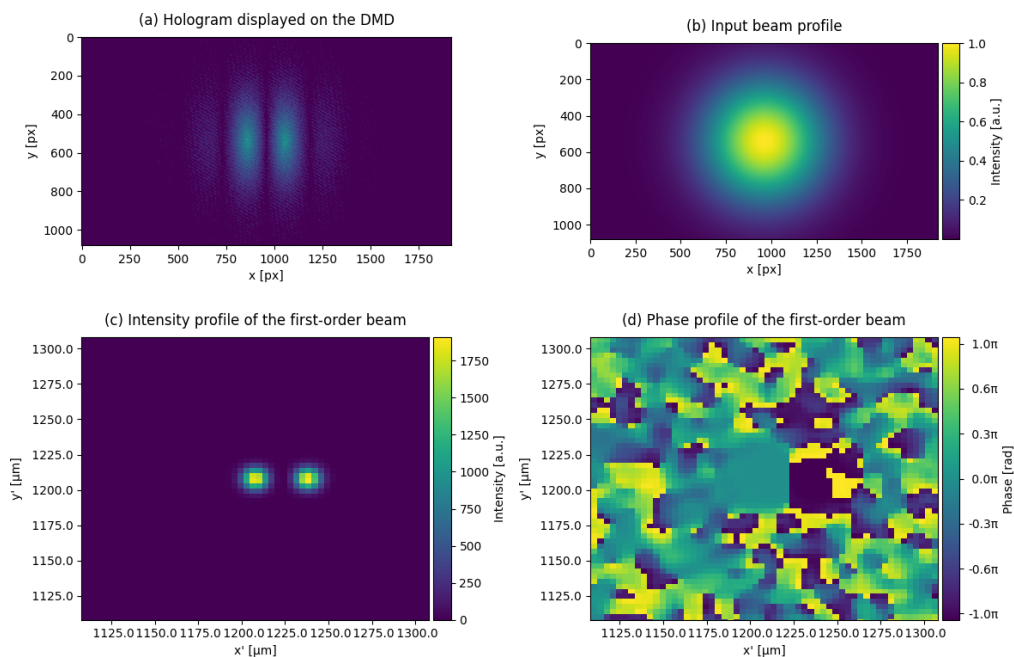 (a) Hologram displayed on the DMD
0
200
400
600
800
1000
y [px]
0 250 500 750 1000 1250 1500 1750
x [px]
(b) Input beam profile
0
200
400
600
800
1000
y [px]
0 250 500 750 1000 1250 1500 1750
x [px]
1.0
0.8
0.6
0.4
0.2
Intensity [a.u.]
(c) Intensity profile of the first-order beam
1300.0
1275.0
1250.0
1225.0
1200.0
1175.0
1150.0
1125.0
y' [μm]
1125.0 1150.0 1175.0 1200.0 1225.0 1250.0 1275.0 1300.0
x' [μm]
1750
1500
1250
1000
750
500
250
0
Intensity [a.u.]
(d) Phase profile of the first-order beam
1300.0
1275.0
1250.0
1225.0
1200.0
1175.0
1150.0
1125.0
y' [μm]
1125.0 1150.0 1175.0 1200.0 1225.0 1250.0 1275.0 1300.0
x' [μm]
1.0π
0.6π
0.3π
0.0π
-0.3π
-0.6π
-1.0π
Phase [rad]